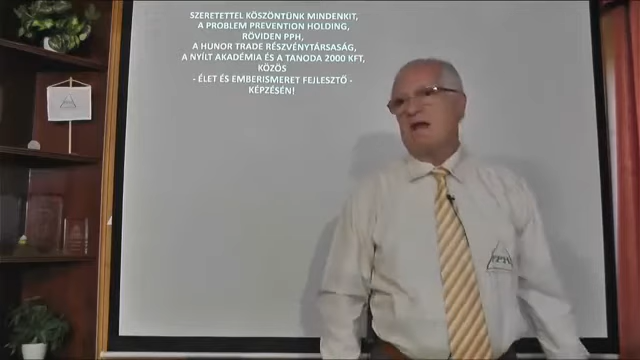 SZERETETTEL KÖSZÖNTÜNK MINDENKIT,
A PROBLEM PREVENTION HOLDING,
RÖVIDEN PPH,
A HUNOR TRADE RÉSZVÉNYTÁRSASÁG,
A NYÍLT AKADÉMIA ÉS A TANODA 2000 KFT,
KÖZÖS
- ÉLET ÉS EMBERISMERET FEJLESZTŐ -
KÉPZÉSÉN!
PPH